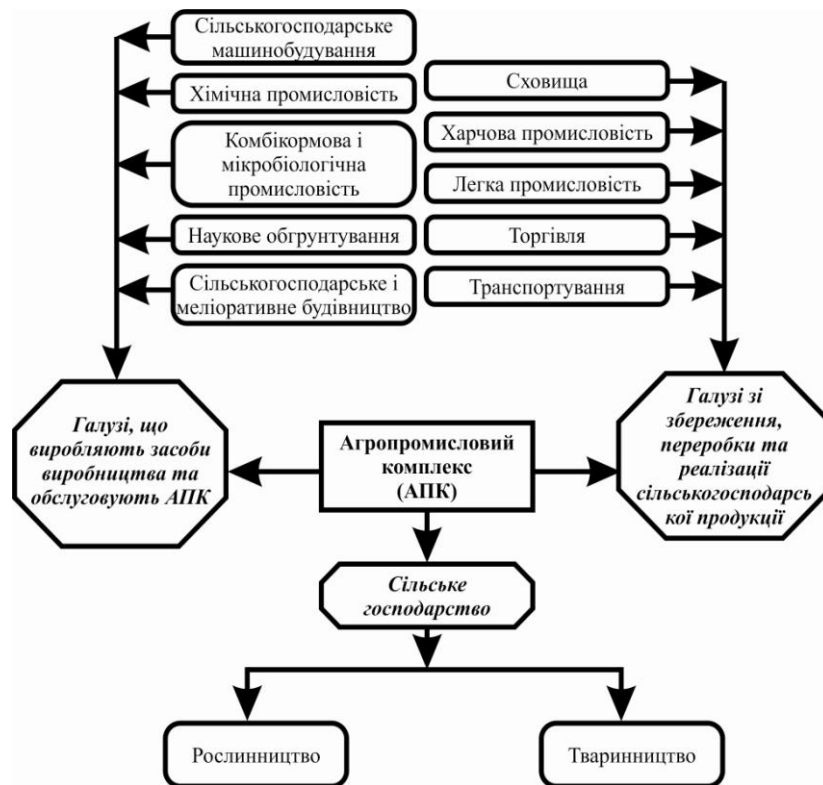 Сільськогосподарське
машинобудування
Хімічна промисловість
Комбікормова і
мікробіологічна
промисловість
Наукове обгрунтування
Сільськогосподарське і
меліоративне будівництво
Сховища
Харчова промисловість
Легка промисловість
Торгівля
Транспортування
Галузі, що
виробляють засоби
виробництва та
обслуговують АПК
Агропромисловий
комплекс
(АПК)
Галузі зі
збереження,
переробки та
реалізації
сільськогосподарсь
кої продукції
Сільське
господарство
Рослинництво
Тваринництво